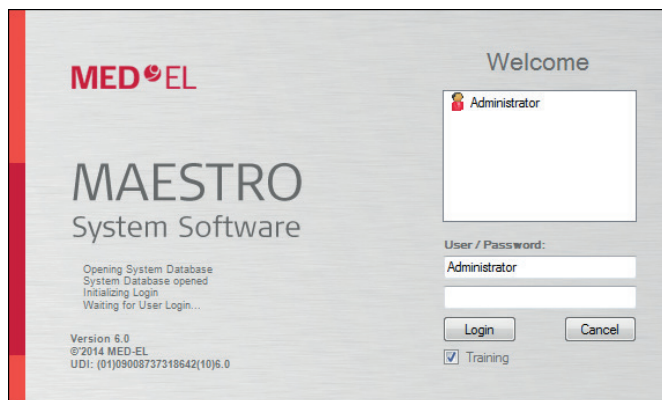 MED EL
MAESTRO
System Software
Opening System Database
System Database opened
Initializing Login
Waiting for User Login...
Version 6.0
©'2014 MED-EL
UDI: (01)09008737318642(10)6.0
Welcome
Administrator
User / Password:
Administrator
Login
Cancel
Training